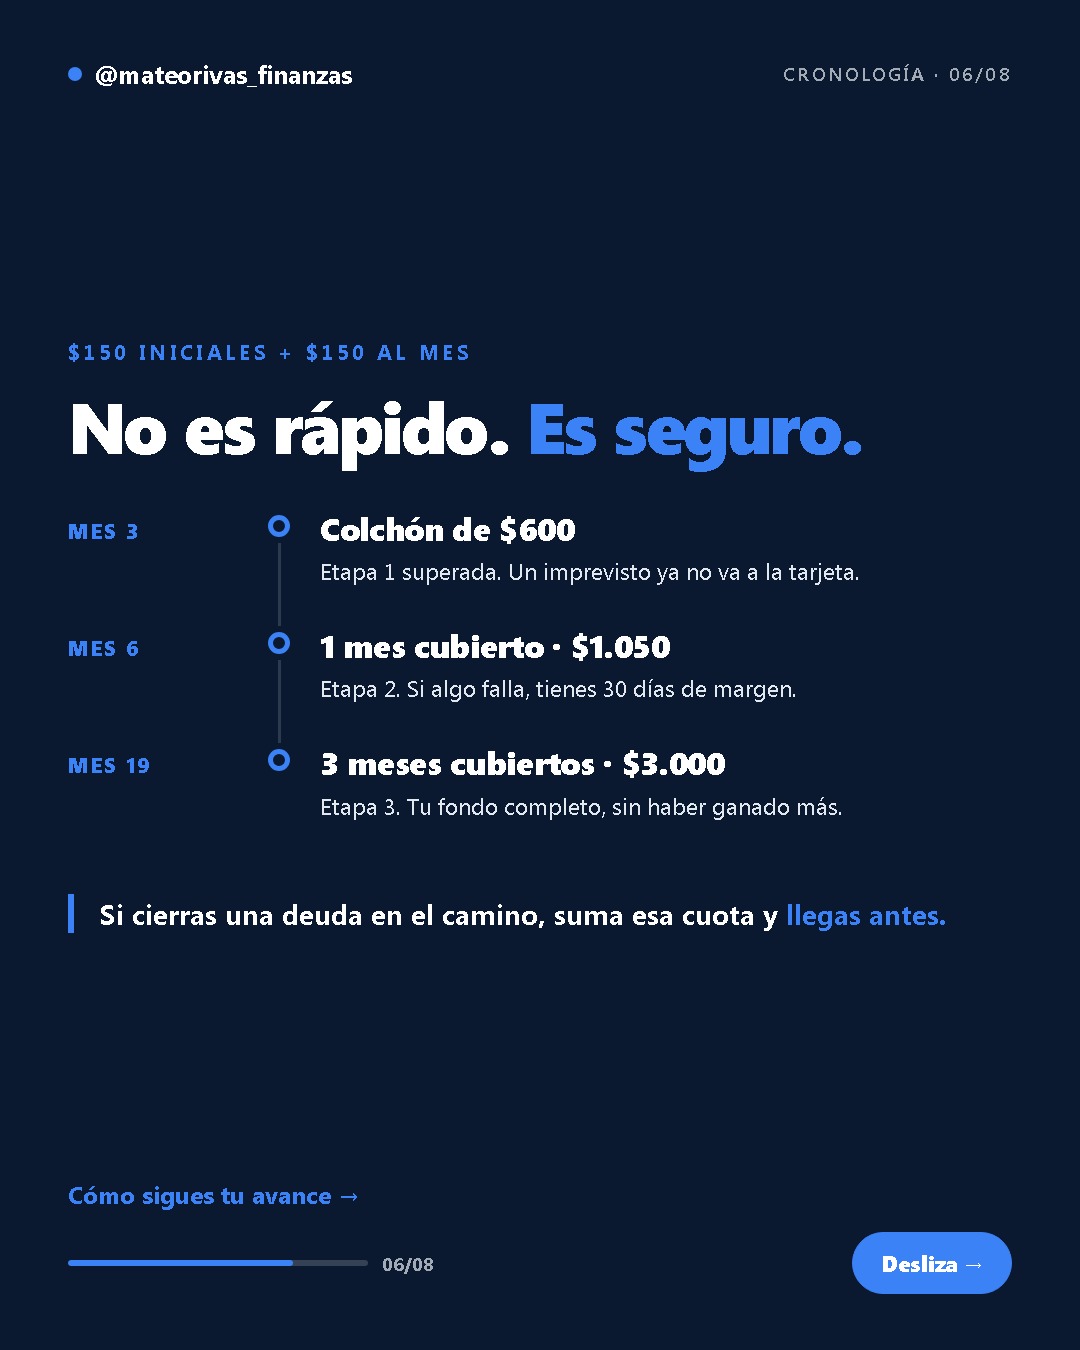 @mateorivas_finanzas
CRONOLOGÍA · 06/08
$150 INICIALES + $150 AL MES
No es rápido. Es seguro.
MES 3
Colchón de $600
Etapa 1 superada. Un imprevisto ya no va a la tarjeta.
MES 6
1 mes cubierto · $1.050
Etapa 2. Si algo falla, tienes 30 días de margen.
MES 19
3 meses cubiertos · $3.000
Etapa 3. Tu fondo completo, sin haber ganado más.
Si cierras una deuda en el camino, suma esa cuota y llegas antes.
Cómo sigues tu avance →
06/08
Desliza →